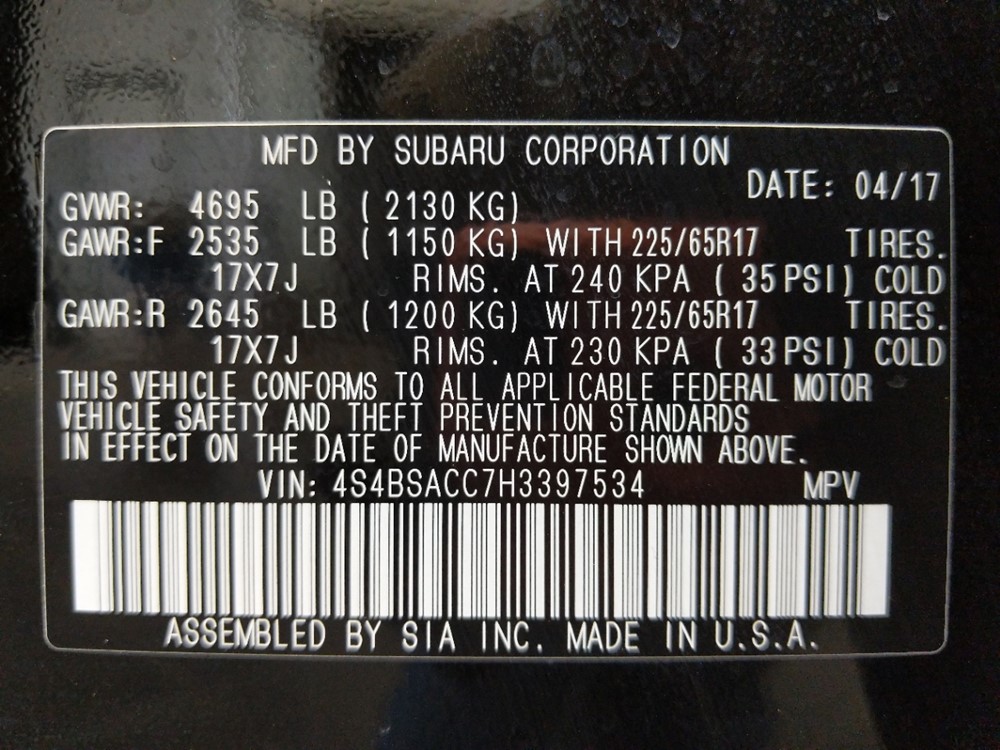 MFD BY SUBARU CORPORATION
DATE: 04/17
GVWR: 4695 LB ( 2130 KG)
GAWR:F 2535 LB ( 1150 KG) WITH 225/65R17 TIRES.
17X7J RIMS. AT 240 KPA ( 35 PSI) COLD
GAWR:R 2645 LB ( 1200 KG) WITH 225/65R17 TIRES.
17X7J RIMS. AT 230 KPA ( 33 PSI) COLD
THIS VEHICLE CONFORMS TO ALL APPLICABLE FEDERAL MOTOR
VEHICLE SAFETY AND THEFT PREVENTION STANDARDS
IN EFFECT ON THE DATE OF MANUFACTURE SHOWN ABOVE.
VIN: 4S4BSACC7H3397534 MPV
ASSEMBLED BY SIA INC. MADE IN U.S.A.